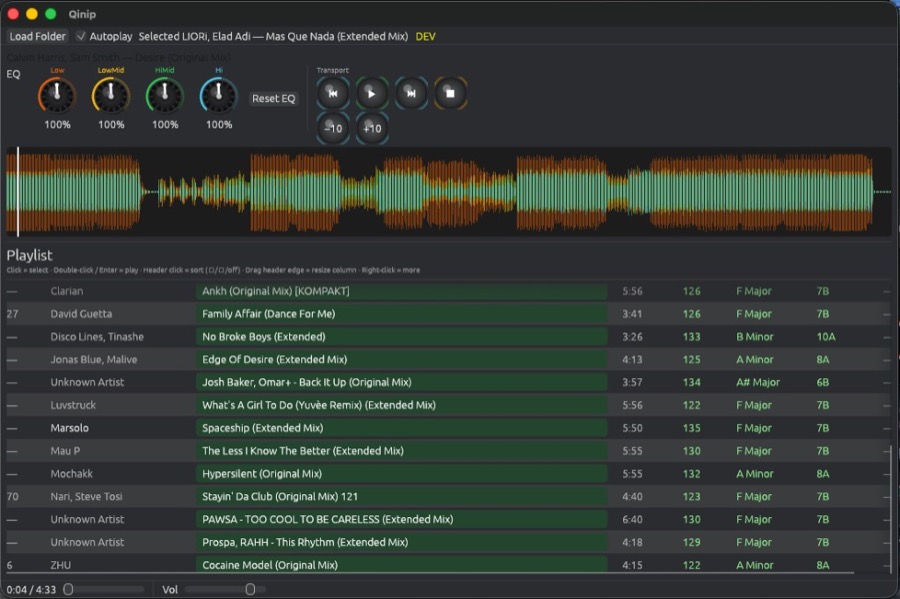 Qinip
Load Folder Autoplay Selected LIORi, Elad Adi — Mas Que Nada (Extended Mix) DEV
Calvin Harris, Sam Smith — Desire (Original Mix)
EQ Low LowMid HiMid Hi Transport
Reset EQ
100% 100% 100% 100%
−10 +10
Playlist
Click = select · Double-click / Enter = play · Header click = sort · Drag header edge = resize column · Right-click = more
— Clarian Ankh (Original Mix) [KOMPAKT] 5:56 126 F Major 7B —
27 David Guetta Family Affair (Dance For Me) 3:41 126 F Major 7B —
— Disco Lines, Tinashe No Broke Boys (Extended) 3:26 133 B Minor 10A —
— Jonas Blue, Malive Edge Of Desire (Extended Mix) 4:13 125 A Minor 8A —
— Unknown Artist Josh Baker, Omar+ - Back It Up (Original Mix) 3:57 134 A# Major 6B —
— Luvstruck What's A Girl To Do (Yuvèe Remix) (Extended Mix) 5:56 122 F Major 7B —
— Marsolo Spaceship (Extended Mix) 5:50 135 F Major 7B —
— Mau P The Less I Know The Better (Extended Mix) 5:55 130 F Major 7B —
— Mochakk Hypersilent (Original Mix) 5:55 132 A Minor 8A —
70 Nari, Steve Tosi Stayin' Da Club (Original Mix) 121 4:40 123 F Major 7B —
— Unknown Artist PAWSA - TOO COOL TO BE CARELESS (Extended Mix) 6:40 130 F Major 7B —
— Unknown Artist Prospa, RAHH - This Rhythm (Extended Mix) 4:18 129 F Major 7B —
6 ZHU Cocaine Model (Original Mix) 4:15 122 A Minor 8A —
0:04 / 4:33 Vol